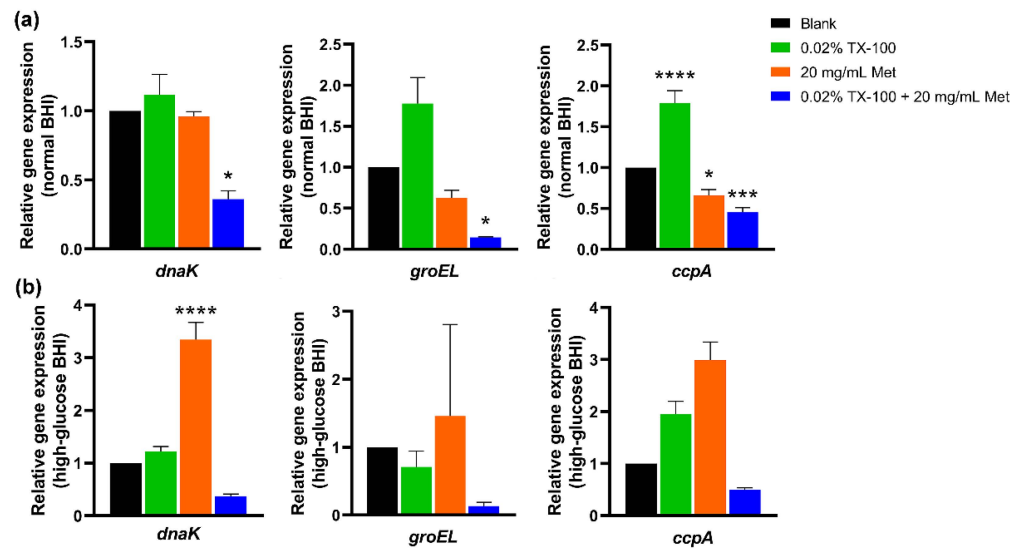 (a)
Blank
0.02% TX-100
20 mg/mL Met
0.02% TX-100 + 20 mg/mL Met
Relative gene expression
(normal BHI)
1.5
1.0
0.5
0.0
*
dnaK
Relative gene expression
(normal BHI)
2.5
2.0
1.5
1.0
0.5
0.0
*
groEL
Relative gene expression
(normal BHI)
2.5
2.0
1.5
1.0
0.5
0.0
****
*
***
ccpA
(b)
Relative gene expression
(high-glucose BHI)
4
3
2
1
0
****
dnaK
Relative gene expression
(high-glucose BHI)
3
2
1
0
groEL
Relative gene expression
(high-glucose BHI)
4
3
2
1
0
ccpA